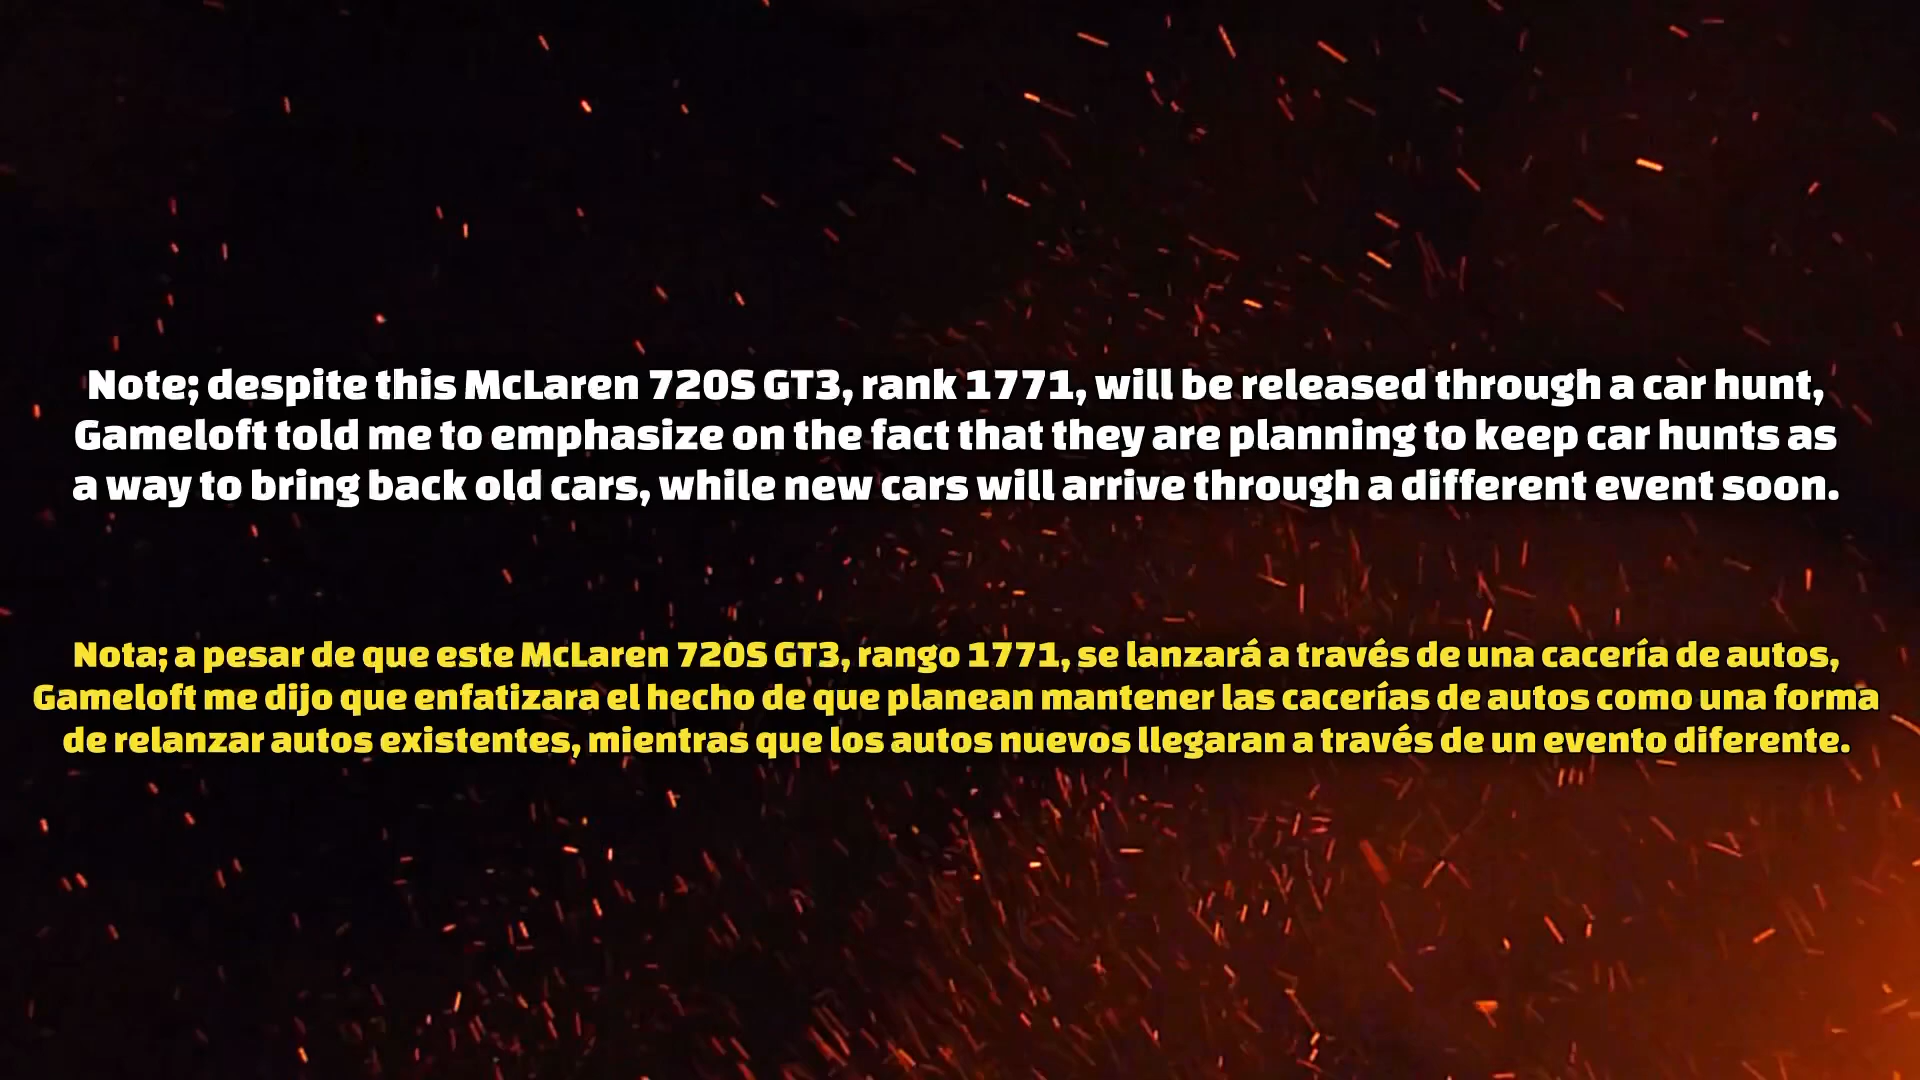 Note; despite this McLaren 720S GT3, rank 1771, will be released through a car hunt,
Gameloft told me to emphasize on the fact that they are planning to keep car hunts as
a way to bring back old cars, while new cars will arrive through a different event soon.
Nota; a pesar de que este McLaren 720S GT3, rango 1771, se lanzará a través de una cacería de autos,
Gameloft me dijo que enfatizara el hecho de que planean mantener las cacerías de autos como una forma
de relanzar autos existentes, mientras que los autos nuevos llegaran a través de un evento diferente.